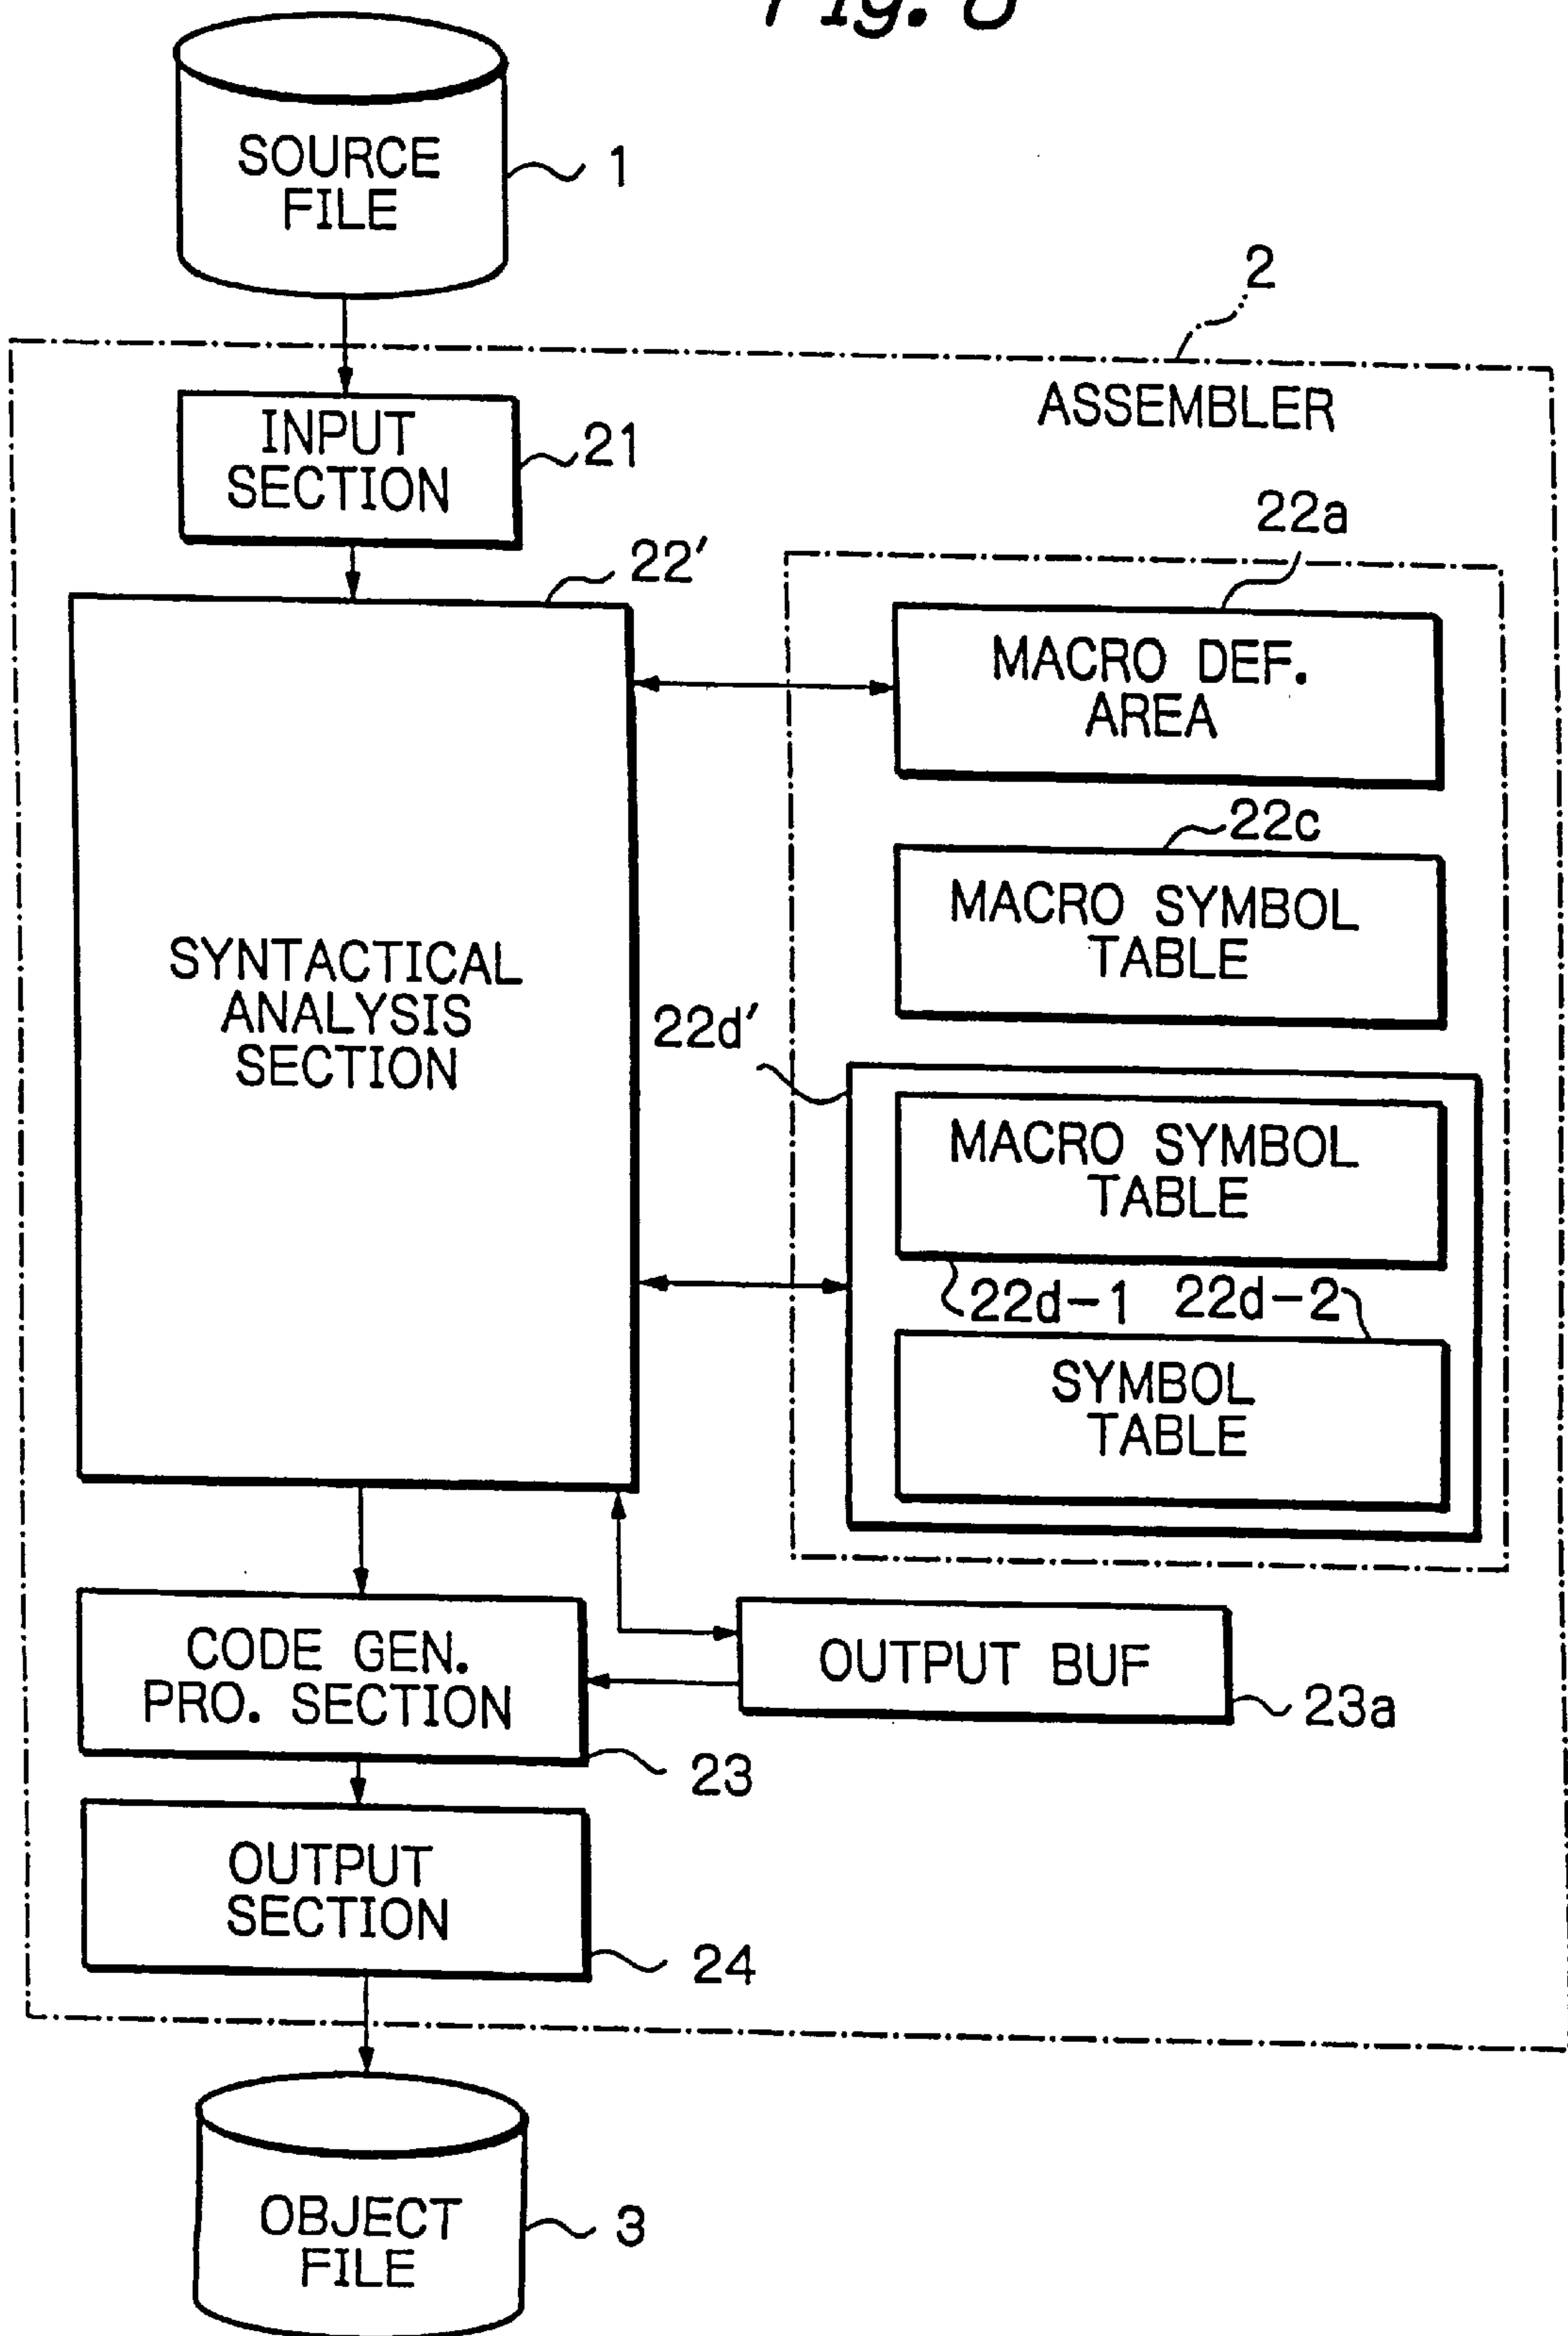 SOURCE
FILE
1
2
ASSEMBLER
INPUT
SECTION
21
22'
22a
MACRO DEF.
AREA
22c
MACRO SYMBOL
TABLE
SYNTACTICAL
ANALYSIS
SECTION
22d'
MACRO SYMBOL
TABLE
22d-1
22d-2
SYMBOL
TABLE
CODE GEN.
PRO. SECTION
23
OUTPUT BUF
23a
OUTPUT
SECTION
24
OBJECT
FILE
3